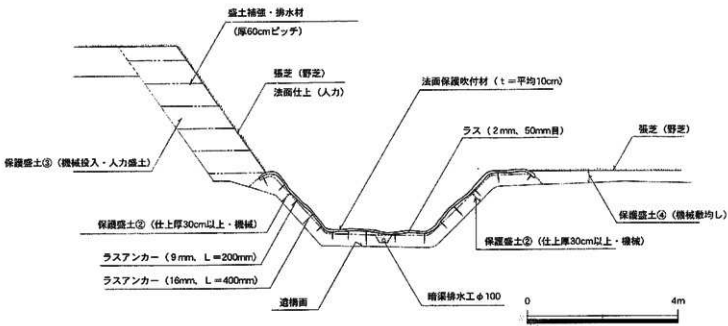 盛土補強・排水材
(厚60cmピッチ)
張芝(野芝)
法面仕上(人力)
法面保護吹付材(t=平均10cm)
ラス(2mm、50mm目)
張芝(野芝)
保護盛土③(機械投入・人力盛土)
保護盛土②(仕上厚30cm以上・機械)
保護盛土④(機械敷均し)
保護盛土②(仕上厚30cm以上・機械)
ラスアンカー(9mm、L=200mm)
ラスアンカー(16mm、L=400mm)
遺構面
暗渠排水工φ100
0
4m